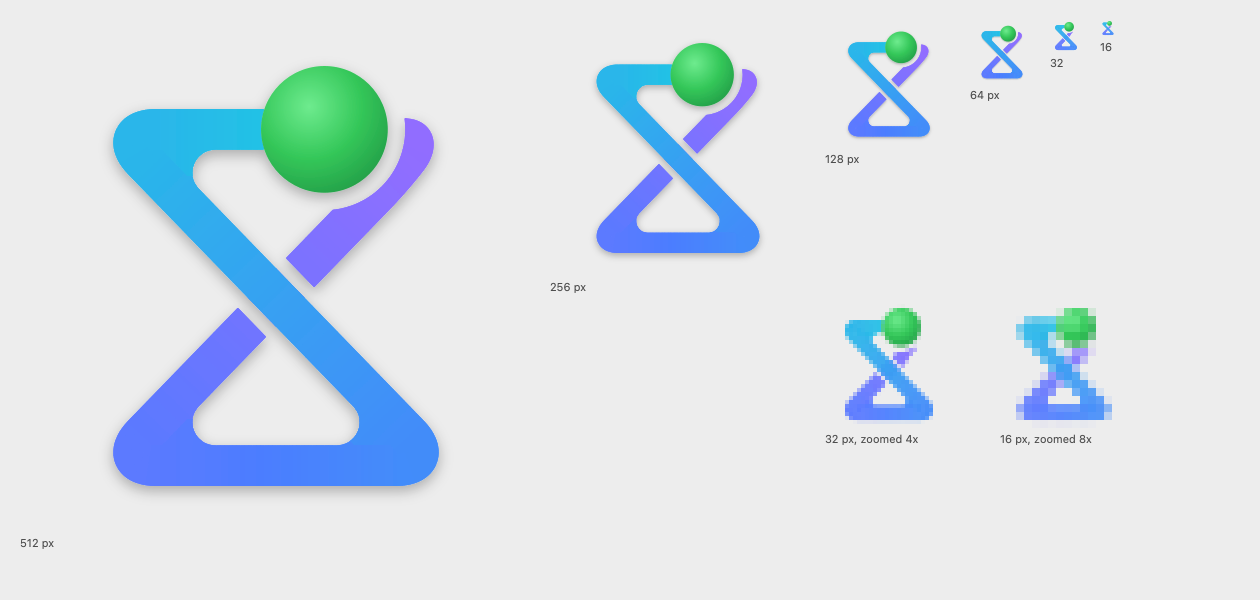 512 px
256 px
128 px
64 px
32
16
32 px, zoomed 4x
16 px, zoomed 8x